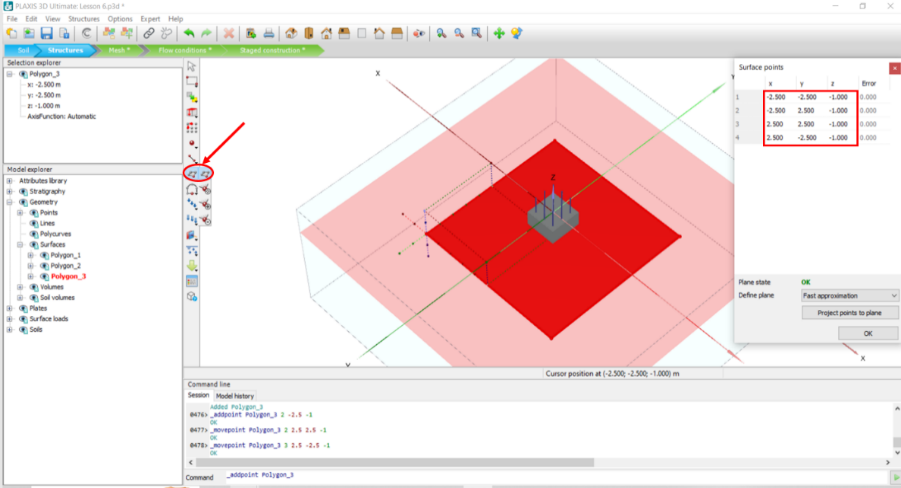 PLAXIS 3D Ultimate: Lesson 6.p3d *
File Edit View Structures Options Expert Help
Soil Structures Mesh * Flow conditions * Staged construction *
Selection explorer
Polygon_3
x: -2.500 m
y: -2.500 m
z: -1.000 m
AxisFunction: Automatic
Model explorer
Attributes library
Stratigraphy
Geometry
Points
Lines
Polycurves
Surfaces
Polygon_1
Polygon_2
Polygon_3
Volumes
Soil volumes
Plates
Surface loads
Soils
X
Y
Z
Y
X
Surface points
x y z Error
1 -2.500 -2.500 -1.000 0.000
2 -2.500 2.500 -1.000 0.000
3 2.500 2.500 -1.000 0.000
4 2.500 -2.500 -1.000 0.000
Plane state OK
Define plane Fast approximation
Project points to plane
OK
Cursor position at (-2.500; -2.500; -1.000) m
Command line
Session Model history
Added Polygon_3
0476> _addpoint Polygon_3 2 -2.5 -1
OK
0477> _movepoint Polygon_3 2 2.5 2.5 -1
OK
0478> _movepoint Polygon_3 3 2.5 -2.5 -1
OK
Command _addpoint Polygon_3